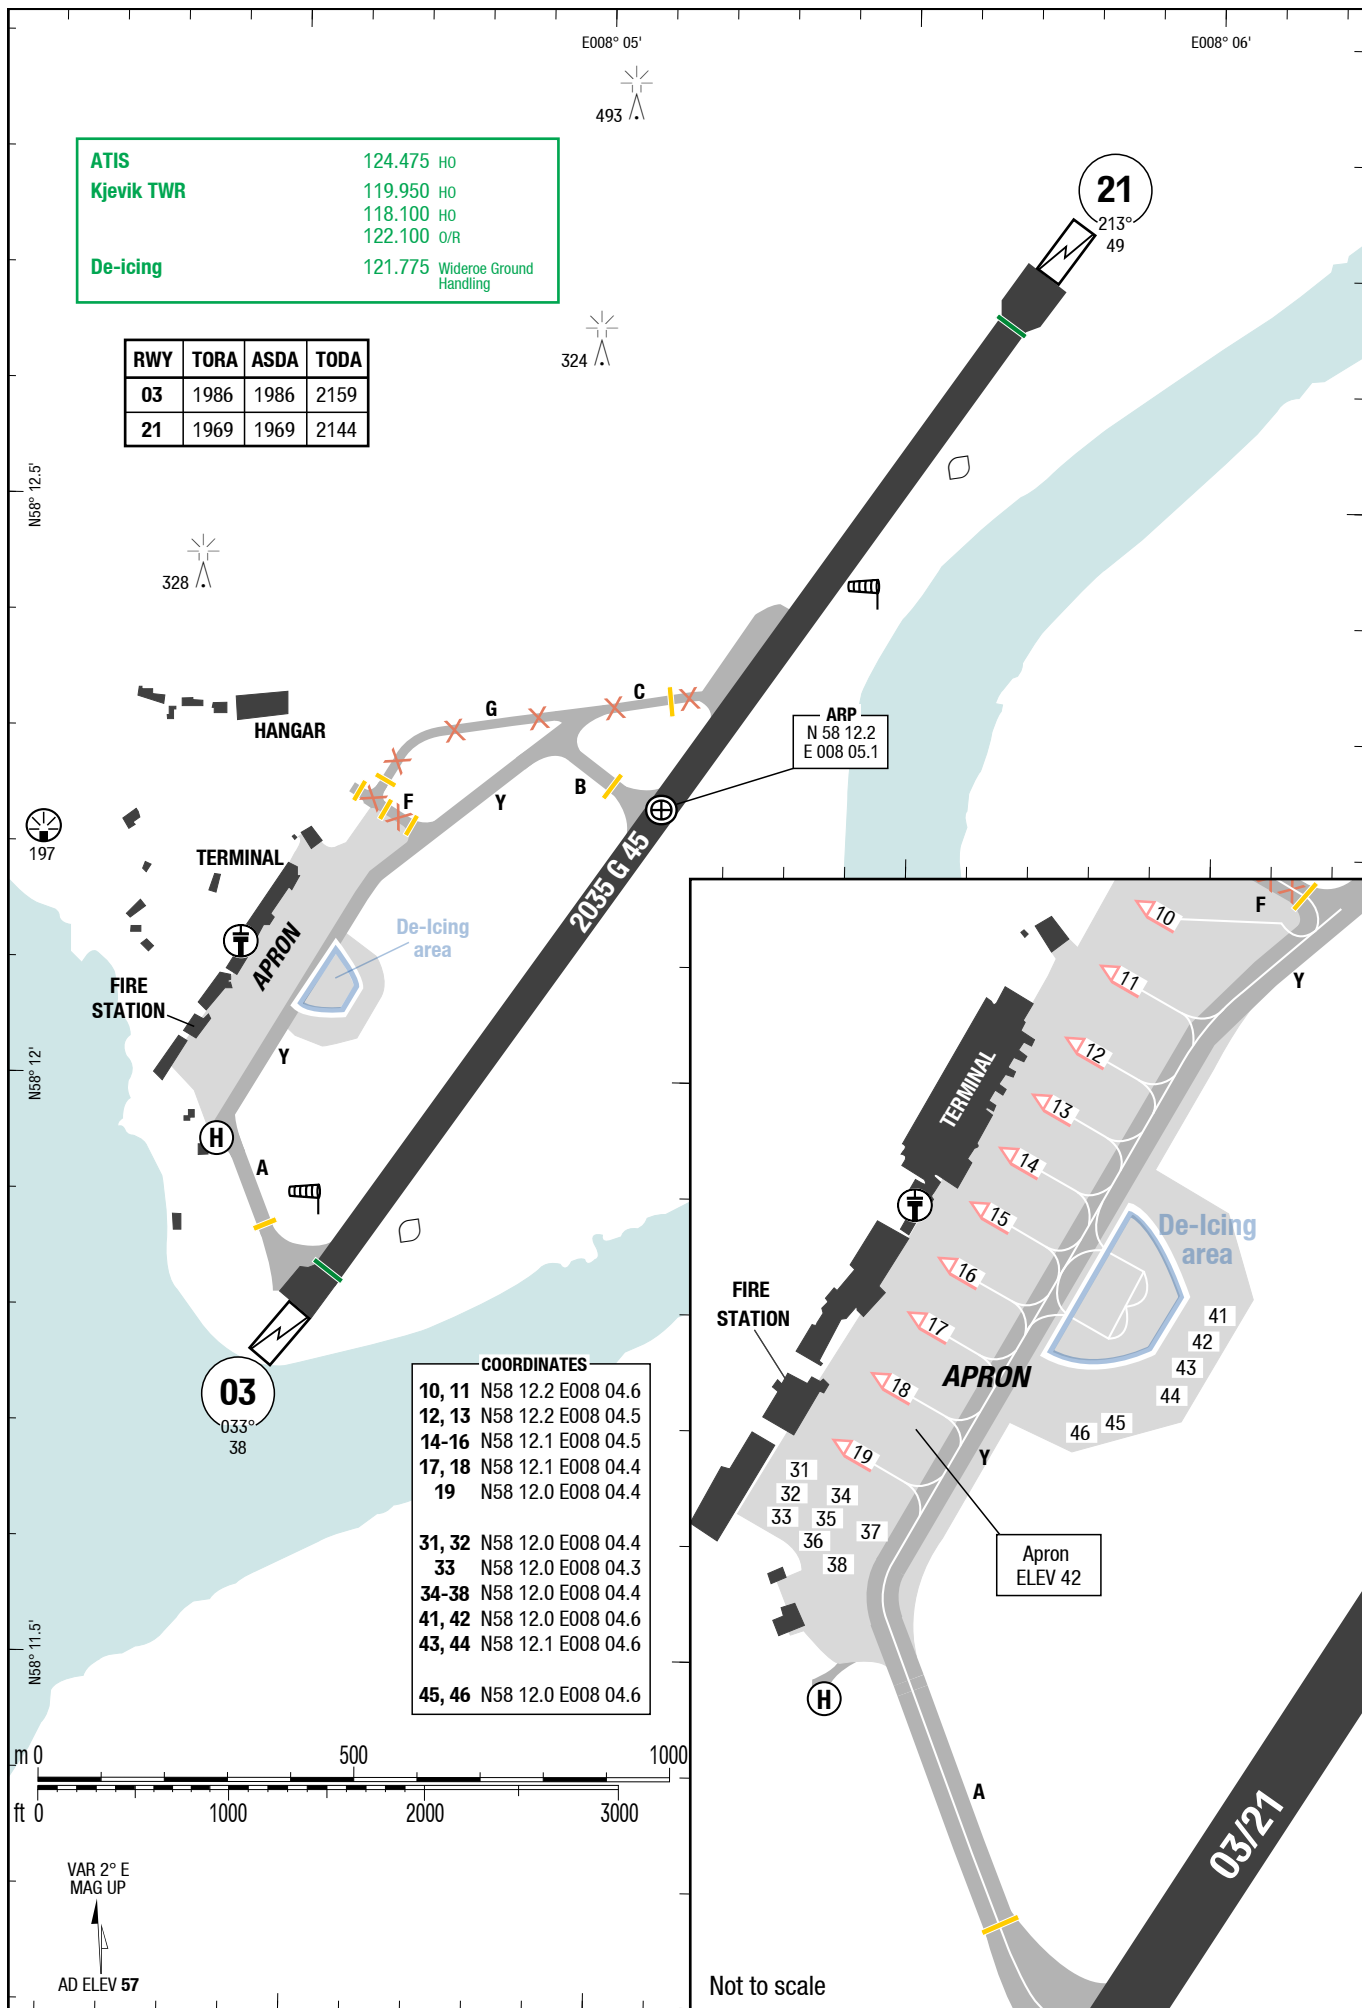 E008° 05'
E008° 06'
493
ATIS 124.475 HO
Kjevik TWR 119.950 HO
118.100 HO
122.100 O/R
De-icing 121.775 Wideroe Ground
Handling
21
213°
49
324
RWY TORA ASDA TODA
03 1986 1986 2159
21 1969 1969 2144
N58° 12.5'
328
HANGAR
G
C
ARP
N 58 12.2
E 008 05.1
B
F
Y
197
TERMINAL
2035 G 45
De-Icing
area
APRON
FIRE
STATION
Y
N58° 12'
H
A
03
033°
38
COORDINATES
10, 11 N58 12.2 E008 04.6
12, 13 N58 12.2 E008 04.5
14-16 N58 12.1 E008 04.5
17, 18 N58 12.1 E008 04.4
19 N58 12.0 E008 04.4
31, 32 N58 12.0 E008 04.4
33 N58 12.0 E008 04.3
34-38 N58 12.0 E008 04.4
41, 42 N58 12.0 E008 04.6
43, 44 N58 12.1 E008 04.6
45, 46 N58 12.0 E008 04.6
N58° 11.5'
m 0 500 1000
ft 0 1000 2000 3000
VAR 2° E
MAG UP
AD ELEV 57
10
F
11
Y
12
TERMINAL
13
14
15
De-Icing
area
16
FIRE
STATION
17
41
42
43
44
45
46
APRON
18
19
Y
31
32
34
33
35
37
36
38
Apron
ELEV 42
H
A
03/21
Not to scale